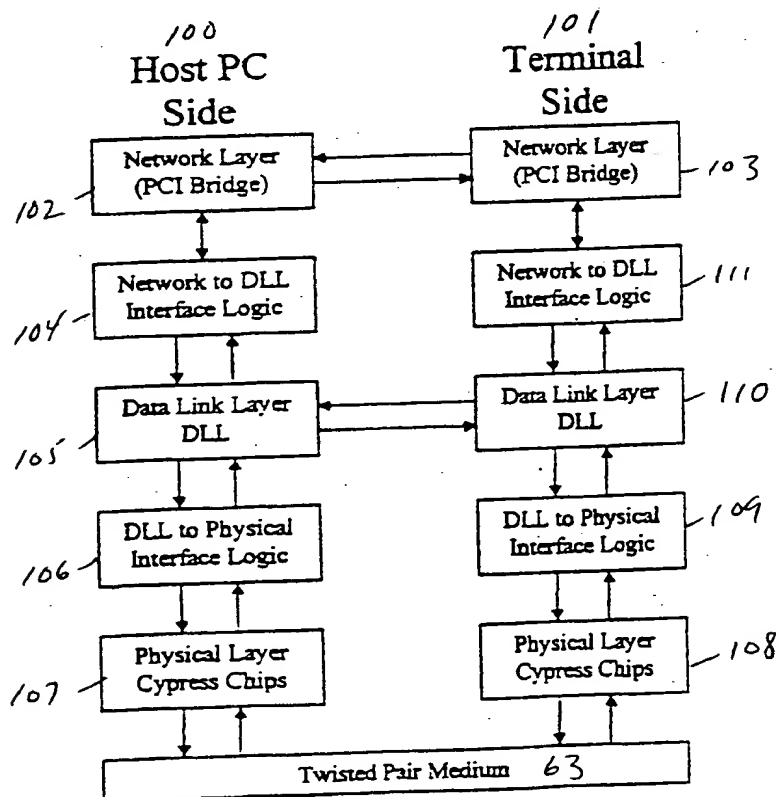 100
Host PC
Side
101
Terminal
Side
Network Layer
(PCI Bridge)
102
Network Layer
(PCI Bridge)
103
Network to DLL
Interface Logic
104
Network to DLL
Interface Logic
111
Data Link Layer
DLL
105
Data Link Layer
DLL
110
DLL to Physical
Interface Logic
106
DLL to Physical
Interface Logic
109
Physical Layer
Cypress Chips
107
Physical Layer
Cypress Chips
108
Twisted Pair Medium 63